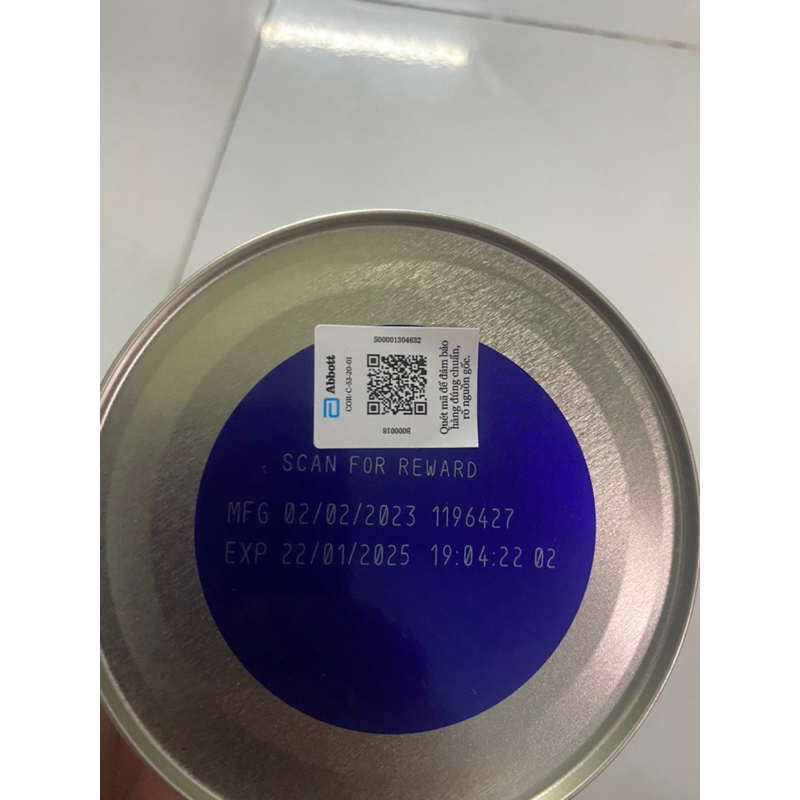 S00001304632
Abbott
COR-C-53-20-01
B000018
Quét mã để đảm bảo
hàng đúng chuẩn,
rõ nguồn gốc.
SCAN FOR REWARD
MFG 02/02/2023 1196427
EXP 22/01/2025 19:04:22 02